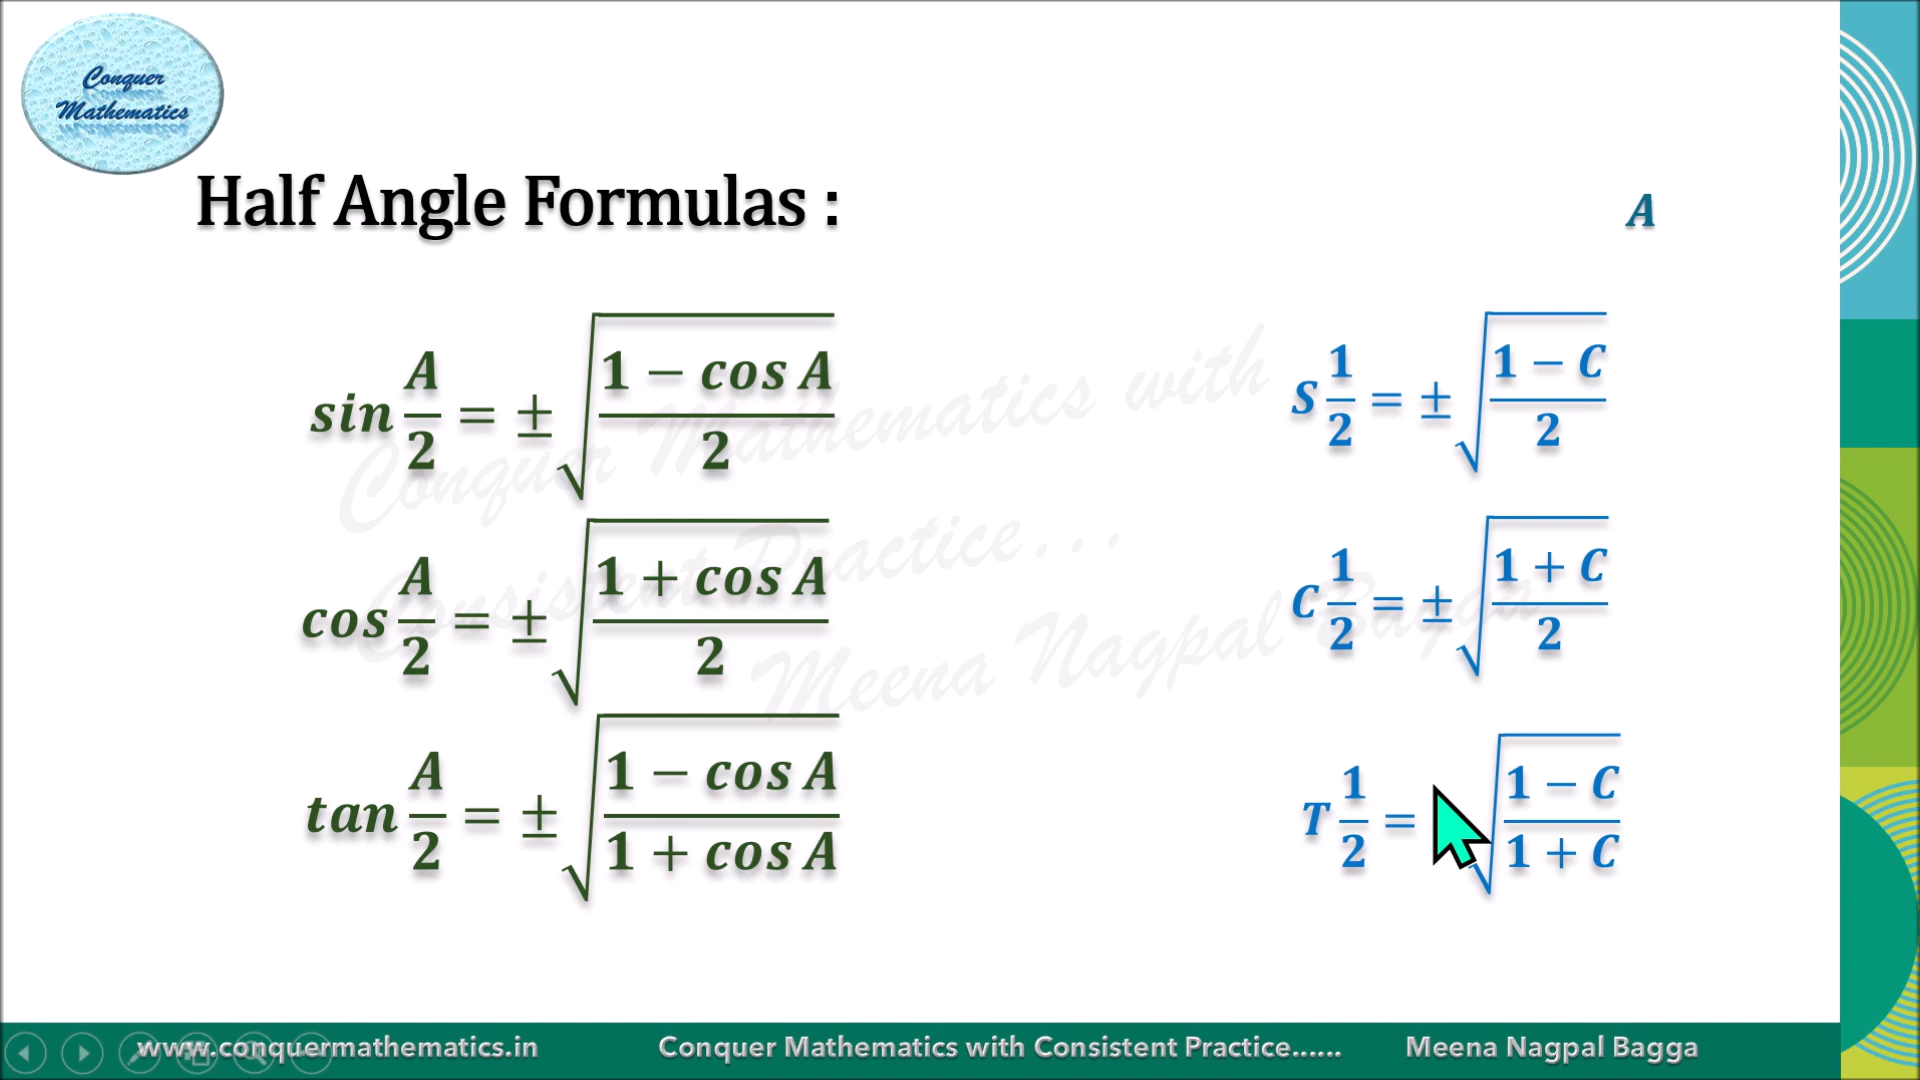 Conquer
Mathematics
Half Angle Formulas :
A
sin A/2 = ± √((1 − cos A)/2)
S 1/2 = ± √((1 − C)/2)
cos A/2 = ± √((1 + cos A)/2)
C 1/2 = ± √((1 + C)/2)
tan A/2 = ± √((1 − cos A)/(1 + cos A))
T 1/2 = √((1 − C)/(1 + C))
Conquer Mathematics with
Consistent Practice...
Meena Nagpal Bagga
www.conquermathematics.in Conquer Mathematics with Consistent Practice...... Meena Nagpal Bagga